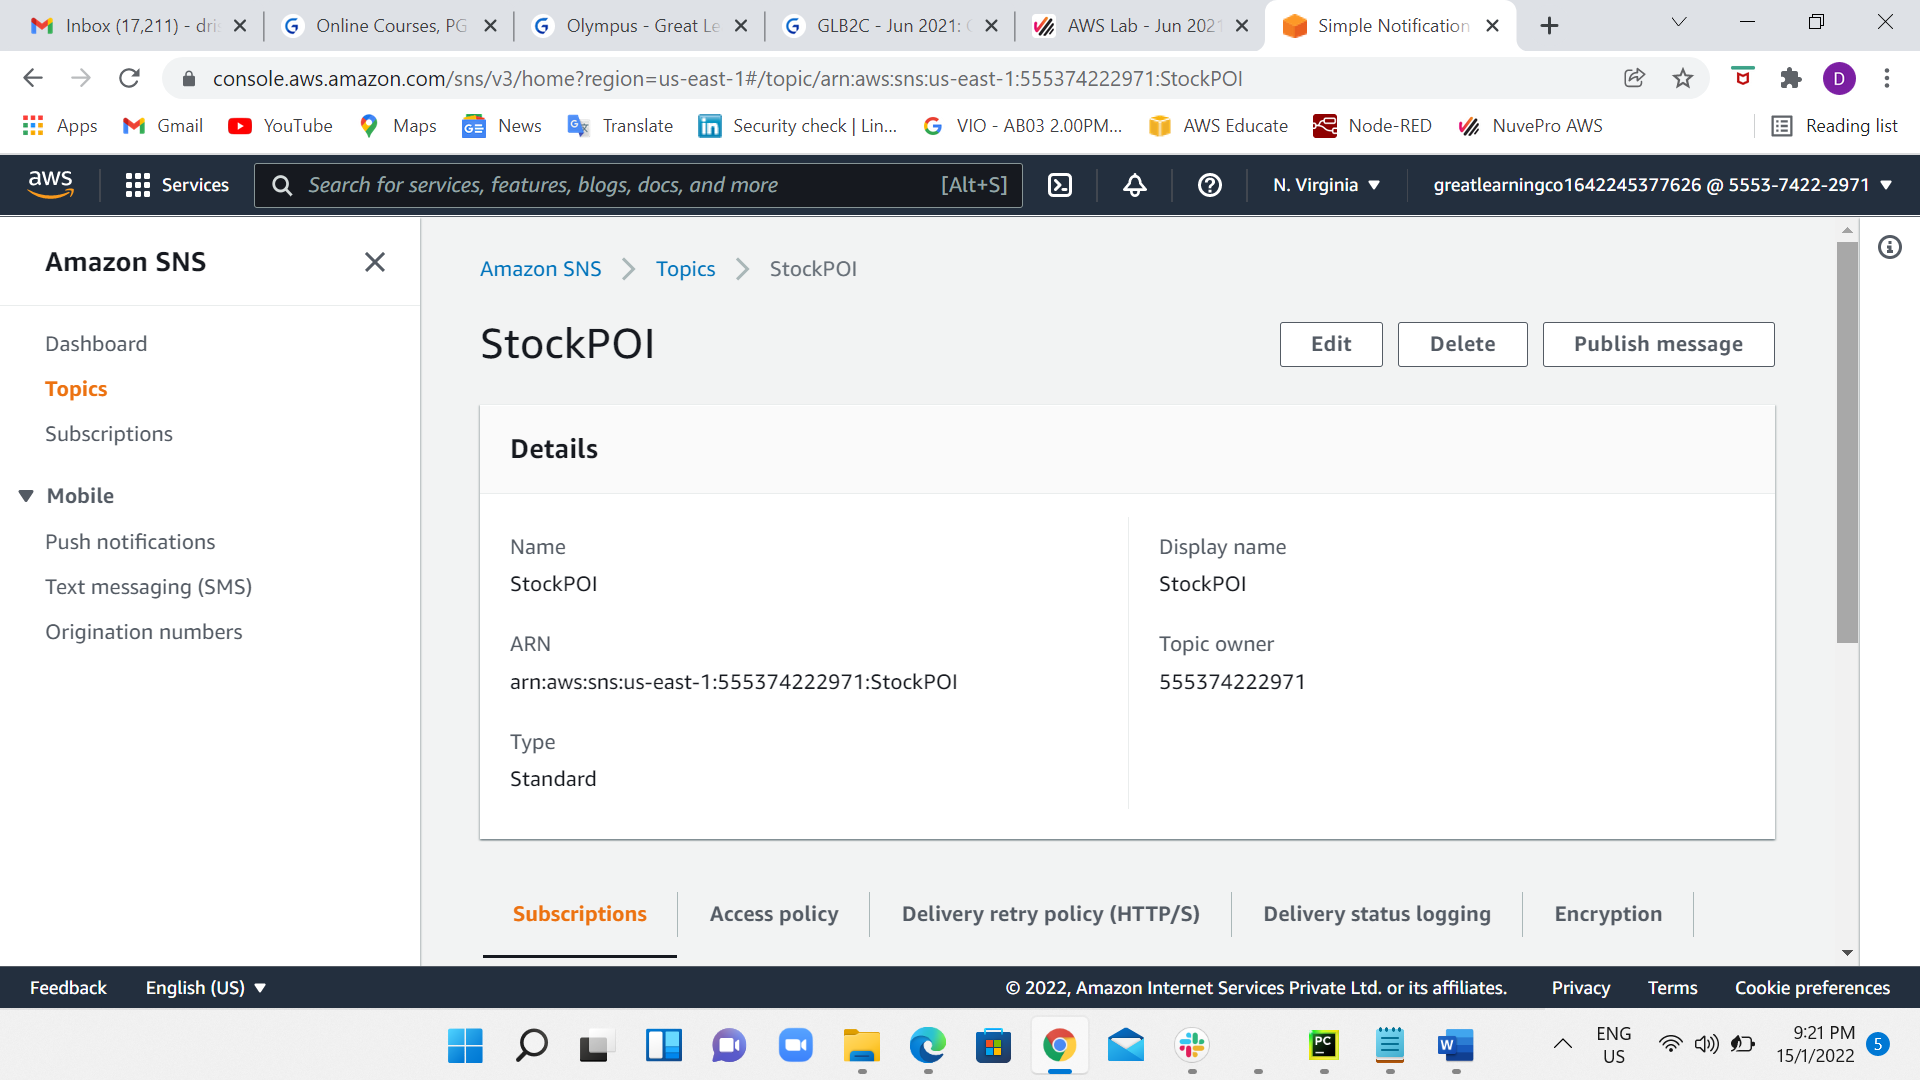 Inbox (17,211) - dri
Online Courses, PG
Olympus - Great Le
GLB2C - Jun 2021:
AWS Lab - Jun 2021
Simple Notification
console.aws.amazon.com/sns/v3/home?region=us-east-1#/topic/arn:aws:sns:us-east-1:555374222971:StockPOI
D
Apps
Gmail
YouTube
Maps
News
Translate
Security check | Lin...
VIO - AB03 2.00PM...
AWS Educate
Node-RED
NuvePro AWS
Reading list
aws
Services
Search for services, features, blogs, docs, and more
[Alt+S]
N. Virginia
greatlearningco1642245377626 @ 5553-7422-2971
Amazon SNS
Dashboard
Topics
Subscriptions
Mobile
Push notifications
Text messaging (SMS)
Origination numbers
Amazon SNS
Topics
StockPOI
StockPOI
Edit
Delete
Publish message
Details
Name
StockPOI
ARN
arn:aws:sns:us-east-1:555374222971:StockPOI
Type
Standard
Display name
StockPOI
Topic owner
555374222971
Subscriptions
Access policy
Delivery retry policy (HTTP/S)
Delivery status logging
Encryption
Feedback
English (US)
© 2022, Amazon Internet Services Private Ltd. or its affiliates.
Privacy
Terms
Cookie preferences
PC
W
ENG
US
9:21 PM
15/1/2022
5